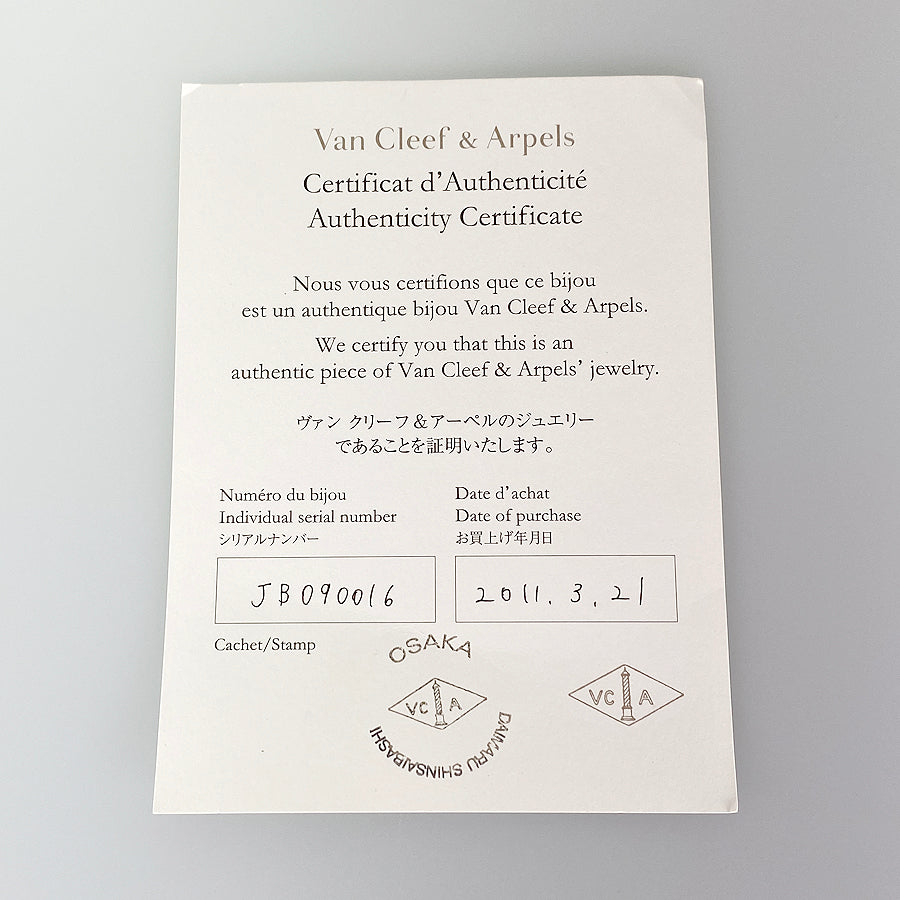 Van Cleef & Arpels
Certificat d'Authenticité
Authenticity Certificate
Nous vous certifions que ce bijou
est un authentique bijou Van Cleef & Arpels.
We certify you that this is an
authentic piece of Van Cleef & Arpels' jewelry.
ヴァン クリーフ&アーペルのジュエリー
であることを証明いたします。
Numéro du bijou
Individual serial number
シリアルナンバー
JB090016
Date d'achat
Date of purchase
お買上げ年月日
2011.3.21
Cachet/Stamp
OSAKA
VC A
DAIMARU SHINSAIBASHI
VC A